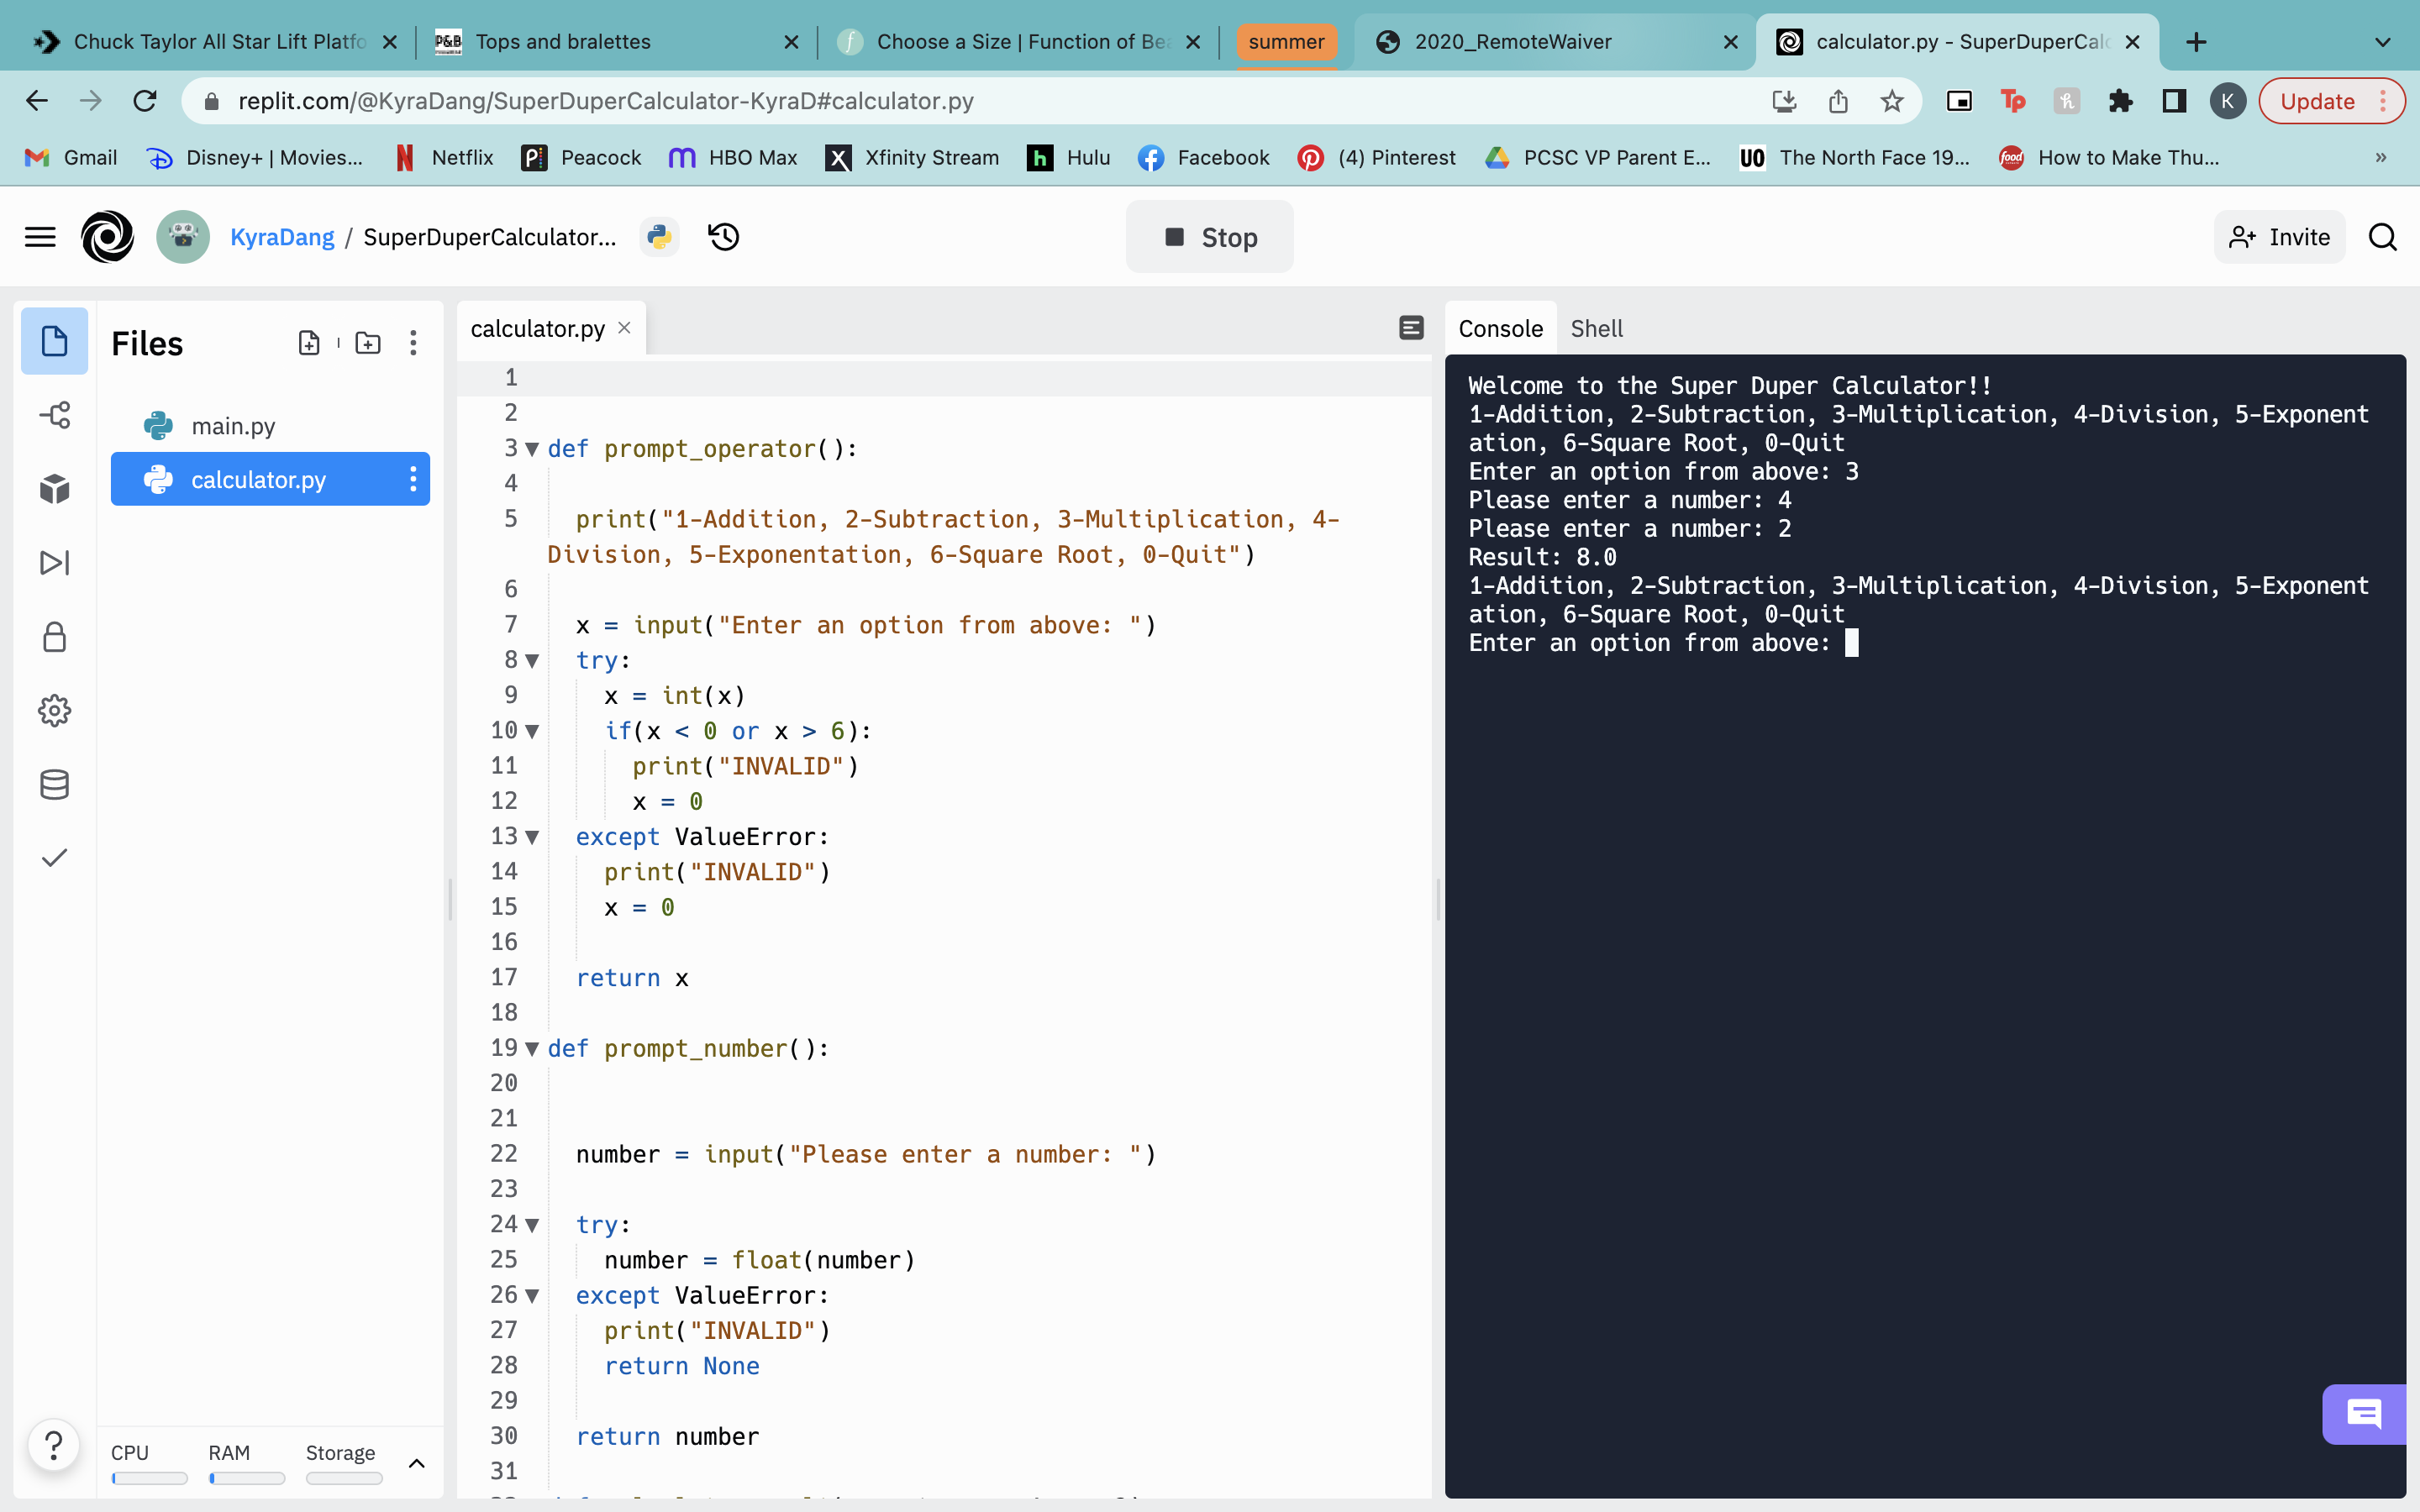 Chuck Taylor All Star Lift Platfo
P&B Tops and bralettes
Choose a Size | Function of Bea
summer
2020_RemoteWaiver
calculator.py - SuperDuperCalc
replit.com/@KyraDang/SuperDuperCalculator-KyraD#calculator.py
Tp
K
Update
Gmail
Disney+ | Movies...
Netflix
Peacock
HBO Max
Xfinity Stream
Hulu
Facebook
(4) Pinterest
PCSC VP Parent E...
UO The North Face 19...
food How to Make Thu...
»
KyraDang / SuperDuperCalculator...
Stop
Invite
Files
main.py
calculator.py
CPU RAM Storage
?
calculator.py
1
2
3 def prompt_operator():
4
5 print("1-Addition, 2-Subtraction, 3-Multiplication, 4-
Division, 5-Exponentation, 6-Square Root, 0-Quit")
6
7 x = input("Enter an option from above: ")
8 try:
9 x = int(x)
10 if(x < 0 or x > 6):
11 print("INVALID")
12 x = 0
13 except ValueError:
14 print("INVALID")
15 x = 0
16
17 return x
18
19 def prompt_number():
20
21
22 number = input("Please enter a number: ")
23
24 try:
25 number = float(number)
26 except ValueError:
27 print("INVALID")
28 return None
29
30 return number
31
Console Shell
Welcome to the Super Duper Calculator!!
1-Addition, 2-Subtraction, 3-Multiplication, 4-Division, 5-Exponent
ation, 6-Square Root, 0-Quit
Enter an option from above: 3
Please enter a number: 4
Please enter a number: 2
Result: 8.0
1-Addition, 2-Subtraction, 3-Multiplication, 4-Division, 5-Exponent
ation, 6-Square Root, 0-Quit
Enter an option from above: